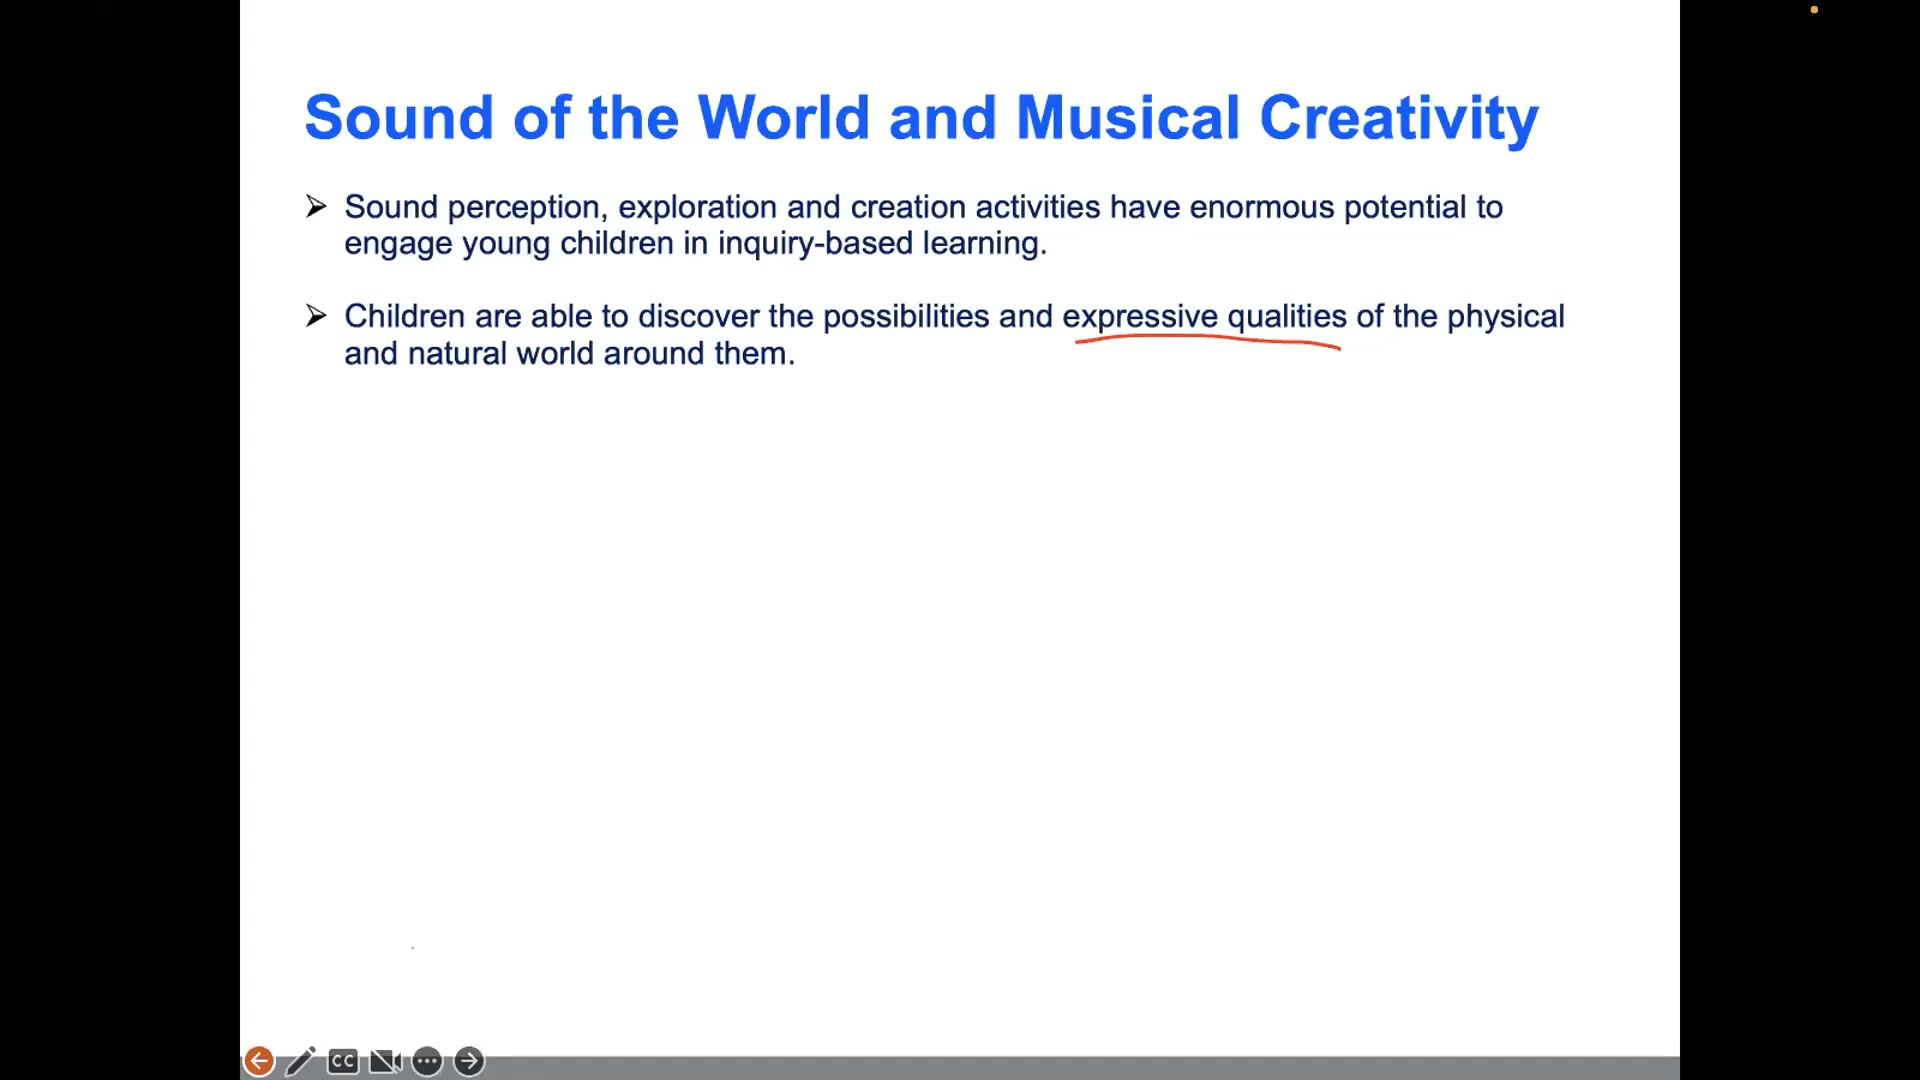 Sound of the World and Musical Creativity
➢ Sound perception, exploration and creation activities have enormous potential to
engage young children in inquiry-based learning.
➢ Children are able to discover the possibilities and expressive qualities of the physical
and natural world around them.
CC